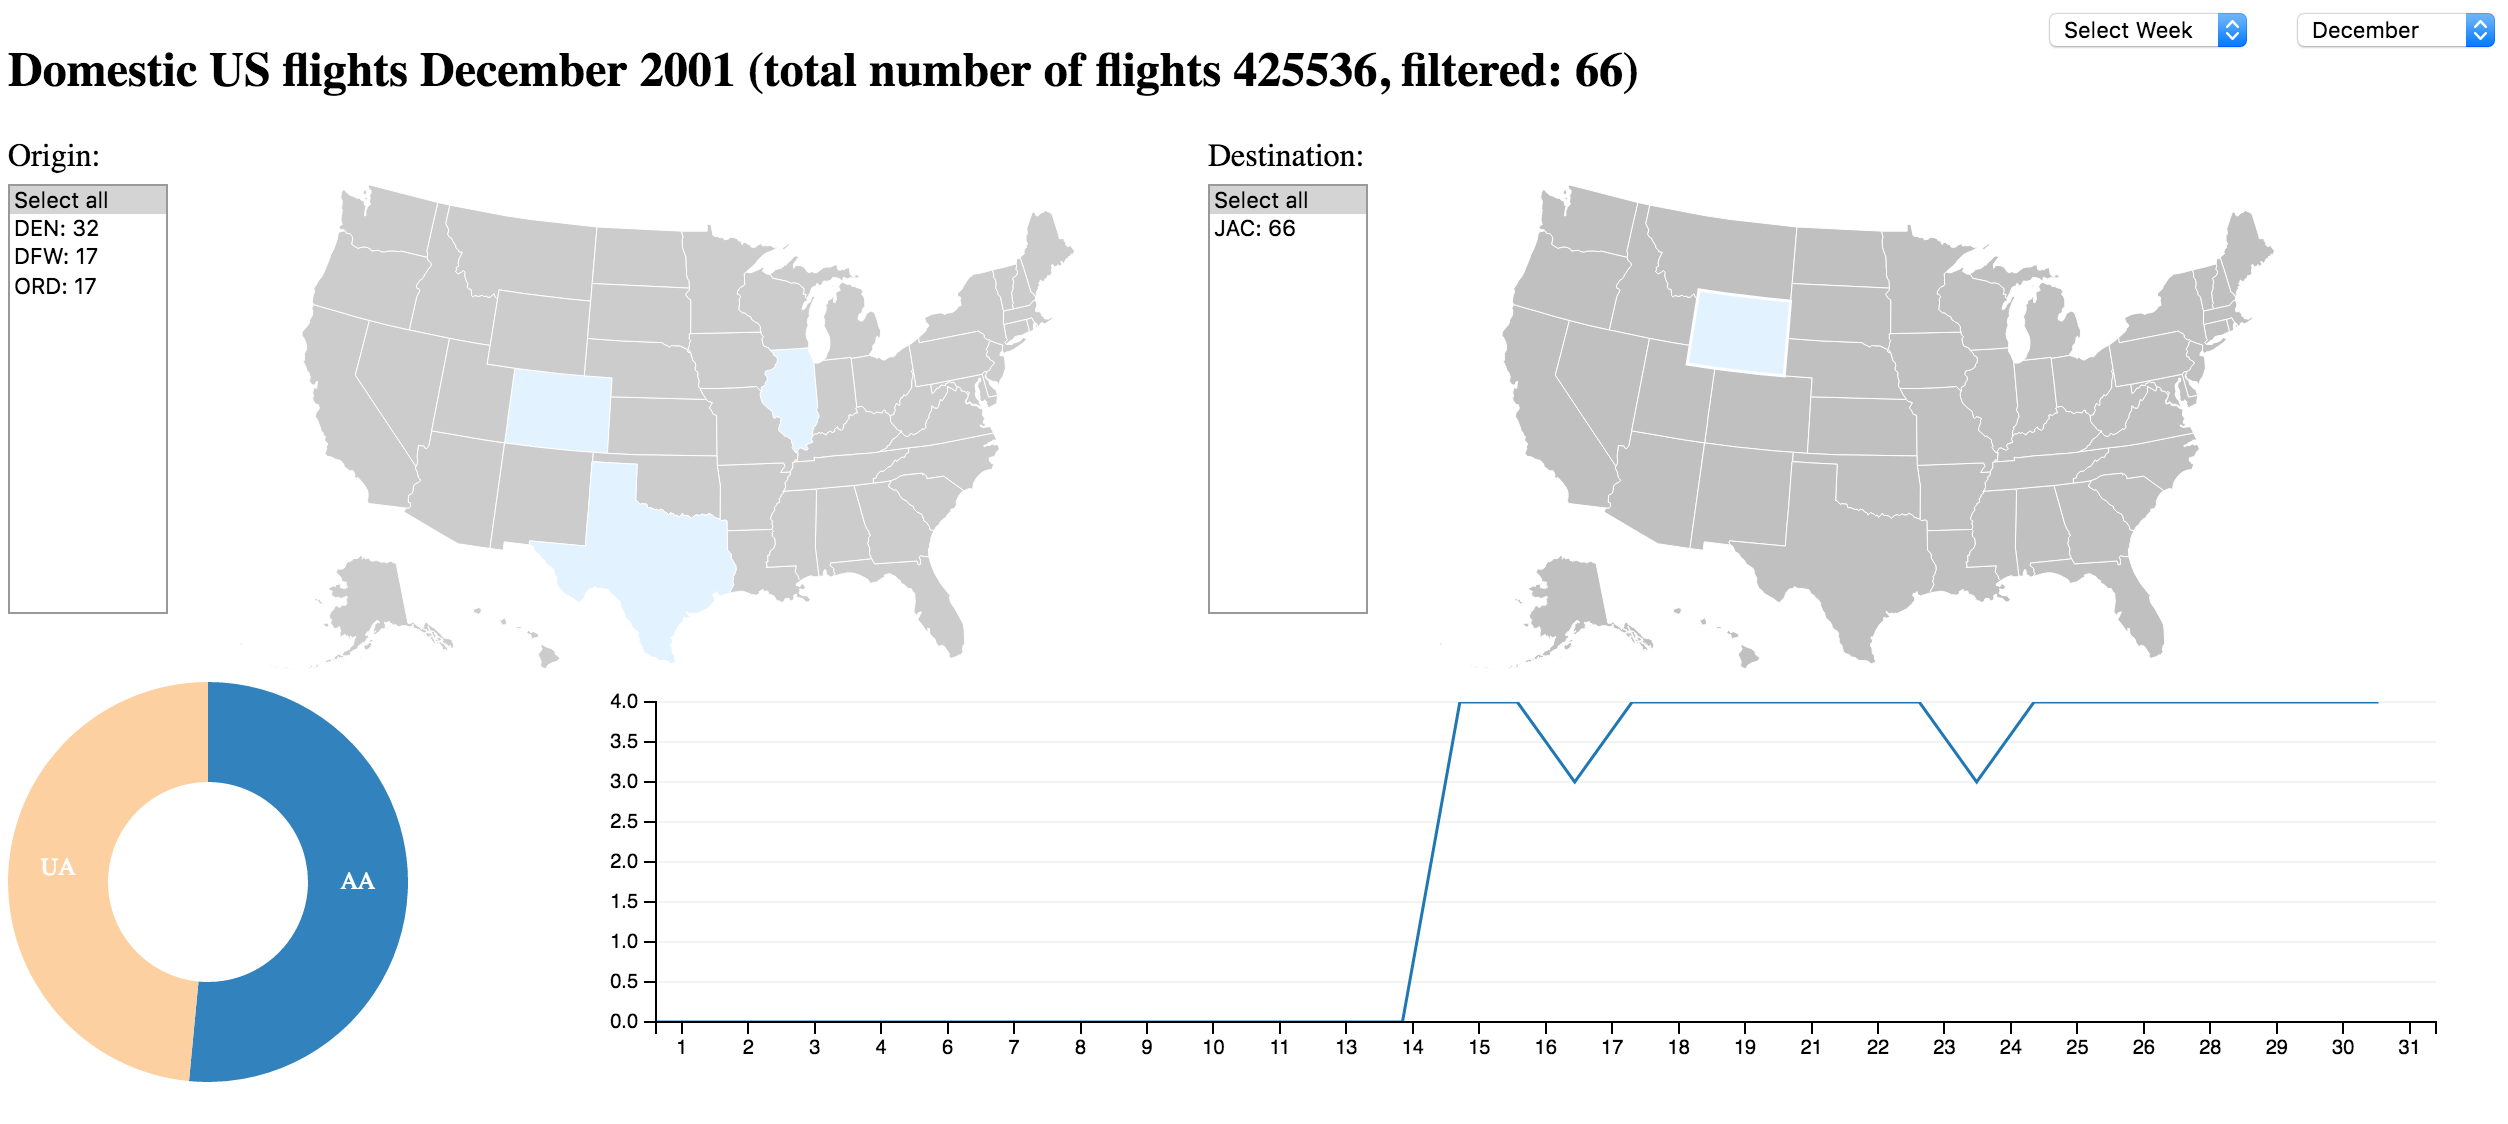 Select Week
December
Domestic US flights December 2001 (total number of flights 425536, filtered: 66)
Origin:
Select all
DEN: 32
DFW: 17
ORD: 17
Destination:
Select all
JAC: 66
UA
AA
4.0
3.5
3.0
2.5
2.0
1.5
1.0
0.5
0.0
1 2 3 4 6 7 8 9 10 11 13 14 15 16 17 18 19 21 22 23 24 25 26 28 29 30 31